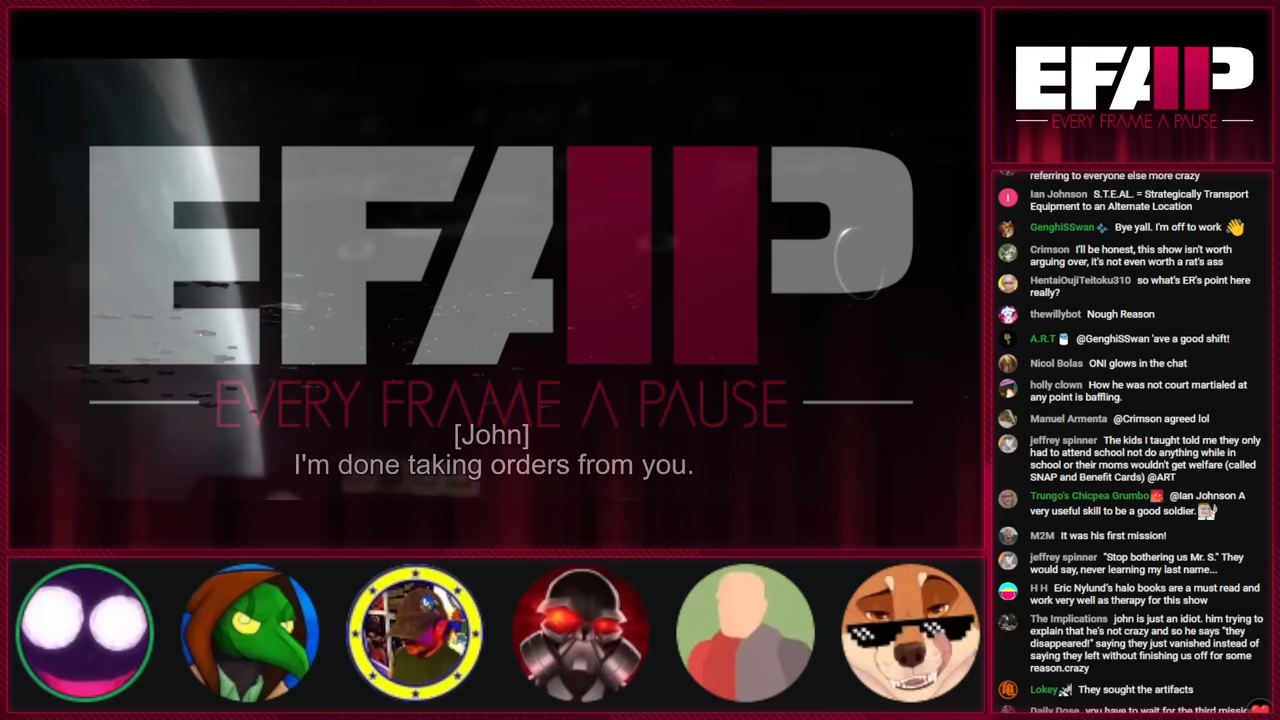 EFAP
EVERY FRAME A PAUSE
[John]
I'm done taking orders from you.
EFAP
EVERY FRAME A PAUSE
referring to everyone else more crazy
Ian Johnson S.T.E.A.L. = Strategically Transport
Equipment to an Alternate Location
GenghiSSwan Bye yall. I'm off to work
Crimson I'll be honest, this show isn't worth
arguing over, it's not even worth a rat's ass
HentaiOujiTeitoku310 so what's ER's point here
really?
thewillybot Nough Reason
A.R.T @GenghiSSwan 'ave a good shift!
Nicol Bolas ONI glows in the chat
holly clown How he was not court martialed at
any point is baffling.
Manuel Armenta @Crimson agreed lol
jeffrey spinner The kids I taught told me they only
had to attend school not do anything while in
school or their moms wouldn't get welfare (called
SNAP and Benefit Cards) @ART
Trungo's Chicpea Grumbo @Ian Johnson A
very useful skill to be a good soldier.
M2M It was his first mission!
jeffrey spinner "Stop bothering us Mr. S." They
would say, never learning my last name...
H H Eric Nylund's halo books are a must read and
work very well as therapy for this show
The Implications john is just an idiot. him trying to
explain that he's not crazy and so he says "they
disappeared!" saying they just vanished instead of
saying they left without finishing us off for some
reason.crazy
Lokey They sought the artifacts
Daily Dose you have to wait for the third